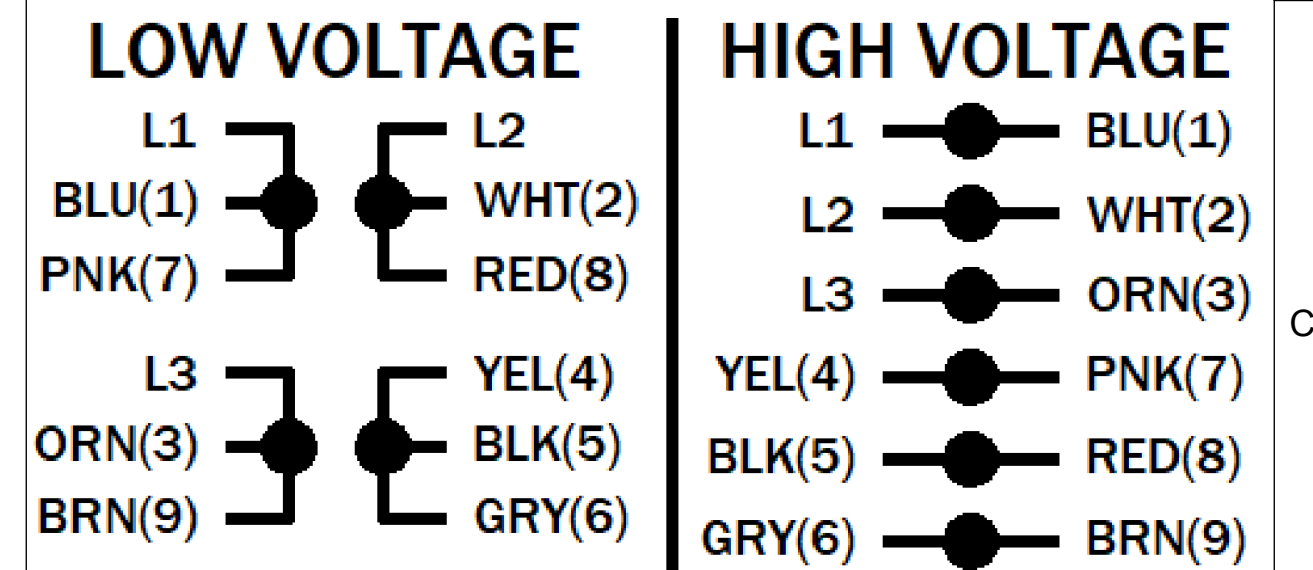 LOW VOLTAGE
L1 L2
BLU(1) WHT(2)
PNK(7) RED(8)
L3 YEL(4)
ORN(3) BLK(5)
BRN(9) GRY(6)
HIGH VOLTAGE
L1 BLU(1)
L2 WHT(2)
L3 ORN(3)
YEL(4) PNK(7)
BLK(5) RED(8)
GRY(6) BRN(9)
C